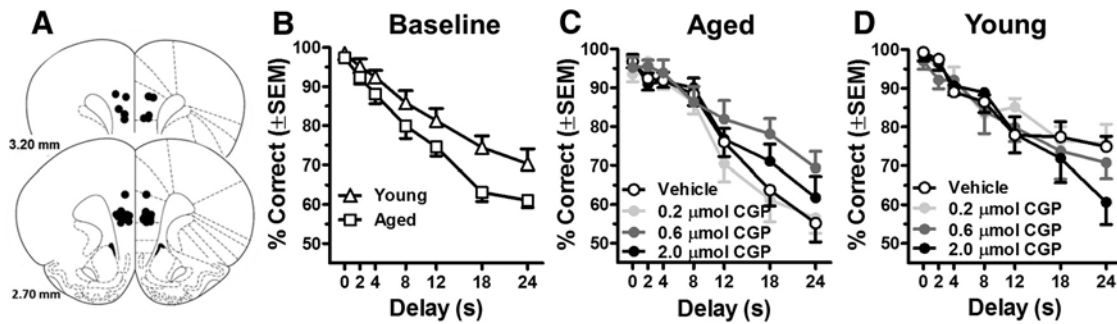 A
3.20 mm
2.70 mm
B
Baseline
% Correct (±SEM)
100
90
80
70
60
50
Young
Aged
0 2 4 8 12 18 24
Delay (s)
C
Aged
% Correct (±SEM)
100
90
80
70
60
50
Vehicle
0.2 μmol CGP
0.6 μmol CGP
2.0 μmol CGP
0 2 4 8 12 18 24
Delay (s)
D
Young
% Correct (±SEM)
100
90
80
70
60
50
Vehicle
0.2 μmol CGP
0.6 μmol CGP
2.0 μmol CGP
0 2 4 8 12 18 24
Delay (s)